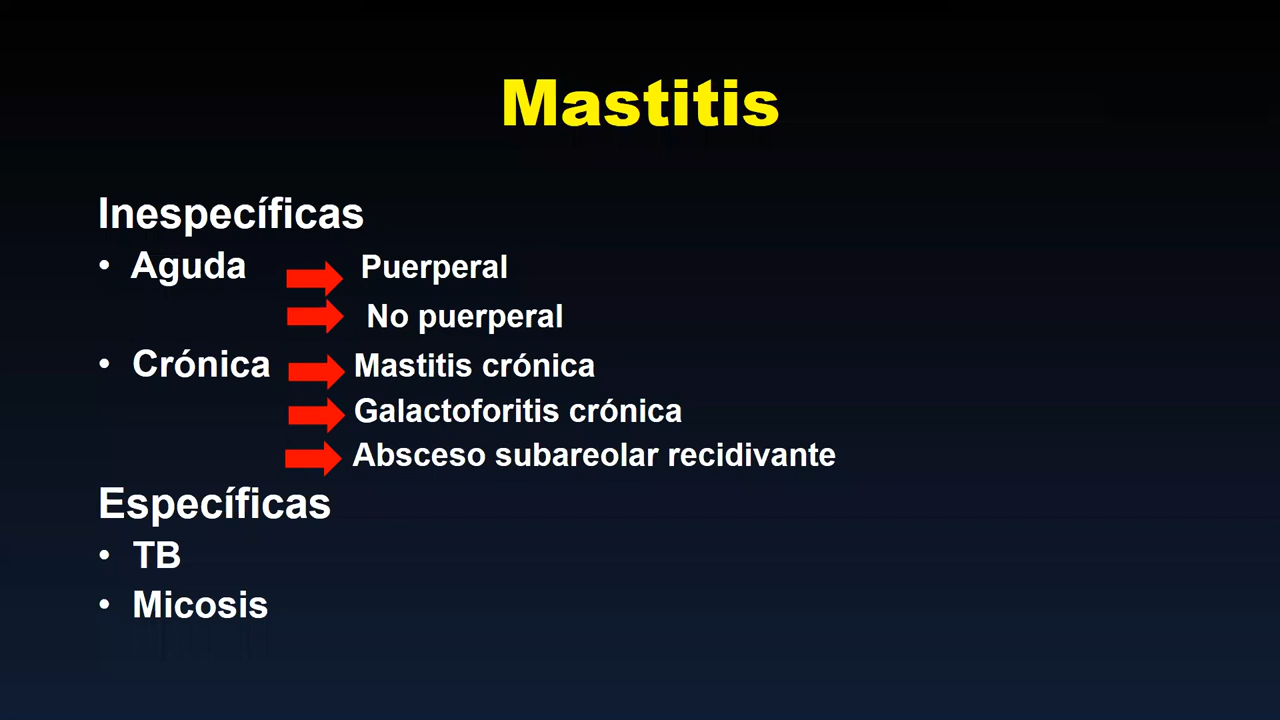 Mastitis
Inespecíficas
• Aguda Puerperal
No puerperal
• Crónica Mastitis crónica
Galactoforitis crónica
Absceso subareolar recidivante
Específicas
• TB
• Micosis